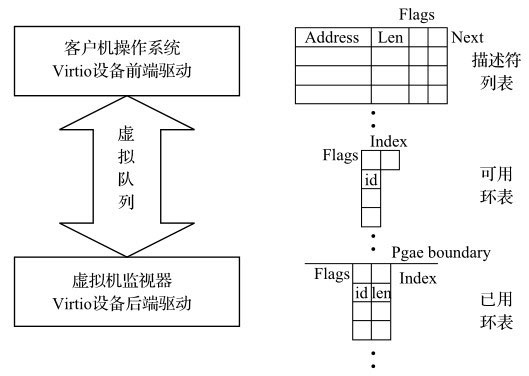 客户机操作系统
Virtio设备前端驱动
虚
拟
队
列
虚拟机监视器
Virtio设备后端驱动
Flags
Address Len Next
描述符
列表
Index
Flags
id
可用
环表
Pgae boundary
Flags Index
id len
已用
环表